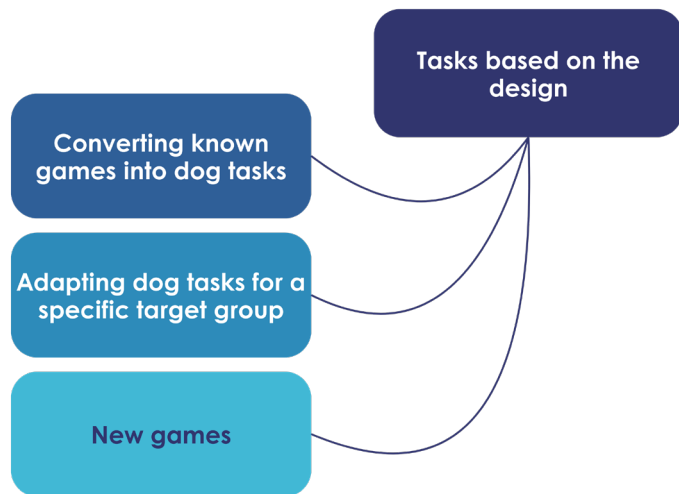 Tasks based on the
design
Converting known
games into dog tasks
Adapting dog tasks for a
specific target group
New games